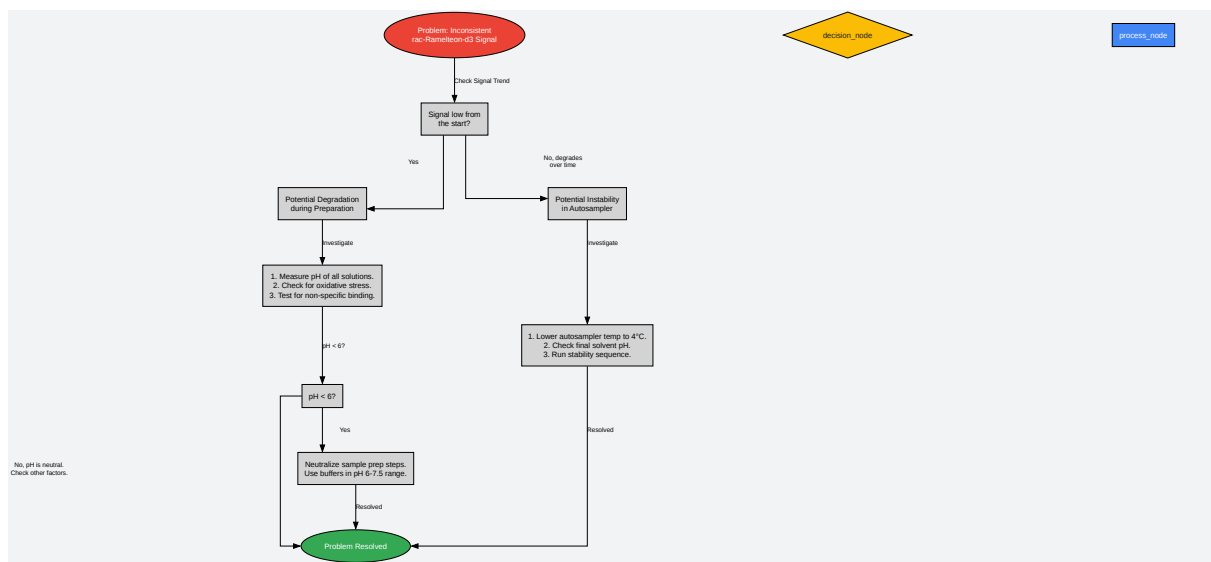 Problem: Inconsistent
rac-Ramelteon-d3 Signal
decision_node
process_node
Check Signal Trend
Signal low from
the start?
Yes
No, degrades
over time
Potential Degradation
during Preparation
Potential Instability
in Autosampler
Investigate
Investigate
1. Measure pH of all solutions.
2. Check for oxidative stress.
3. Test for non-specific binding.
1. Lower autosampler temp to 4°C.
2. Check final solvent pH.
3. Run stability sequence.
pH < 6?
pH < 6?
Yes
Resolved
No, pH is neutral.
Check other factors.
Neutralize sample prep steps.
Use buffers in pH 6-7.5 range.
Resolved
Problem Resolved